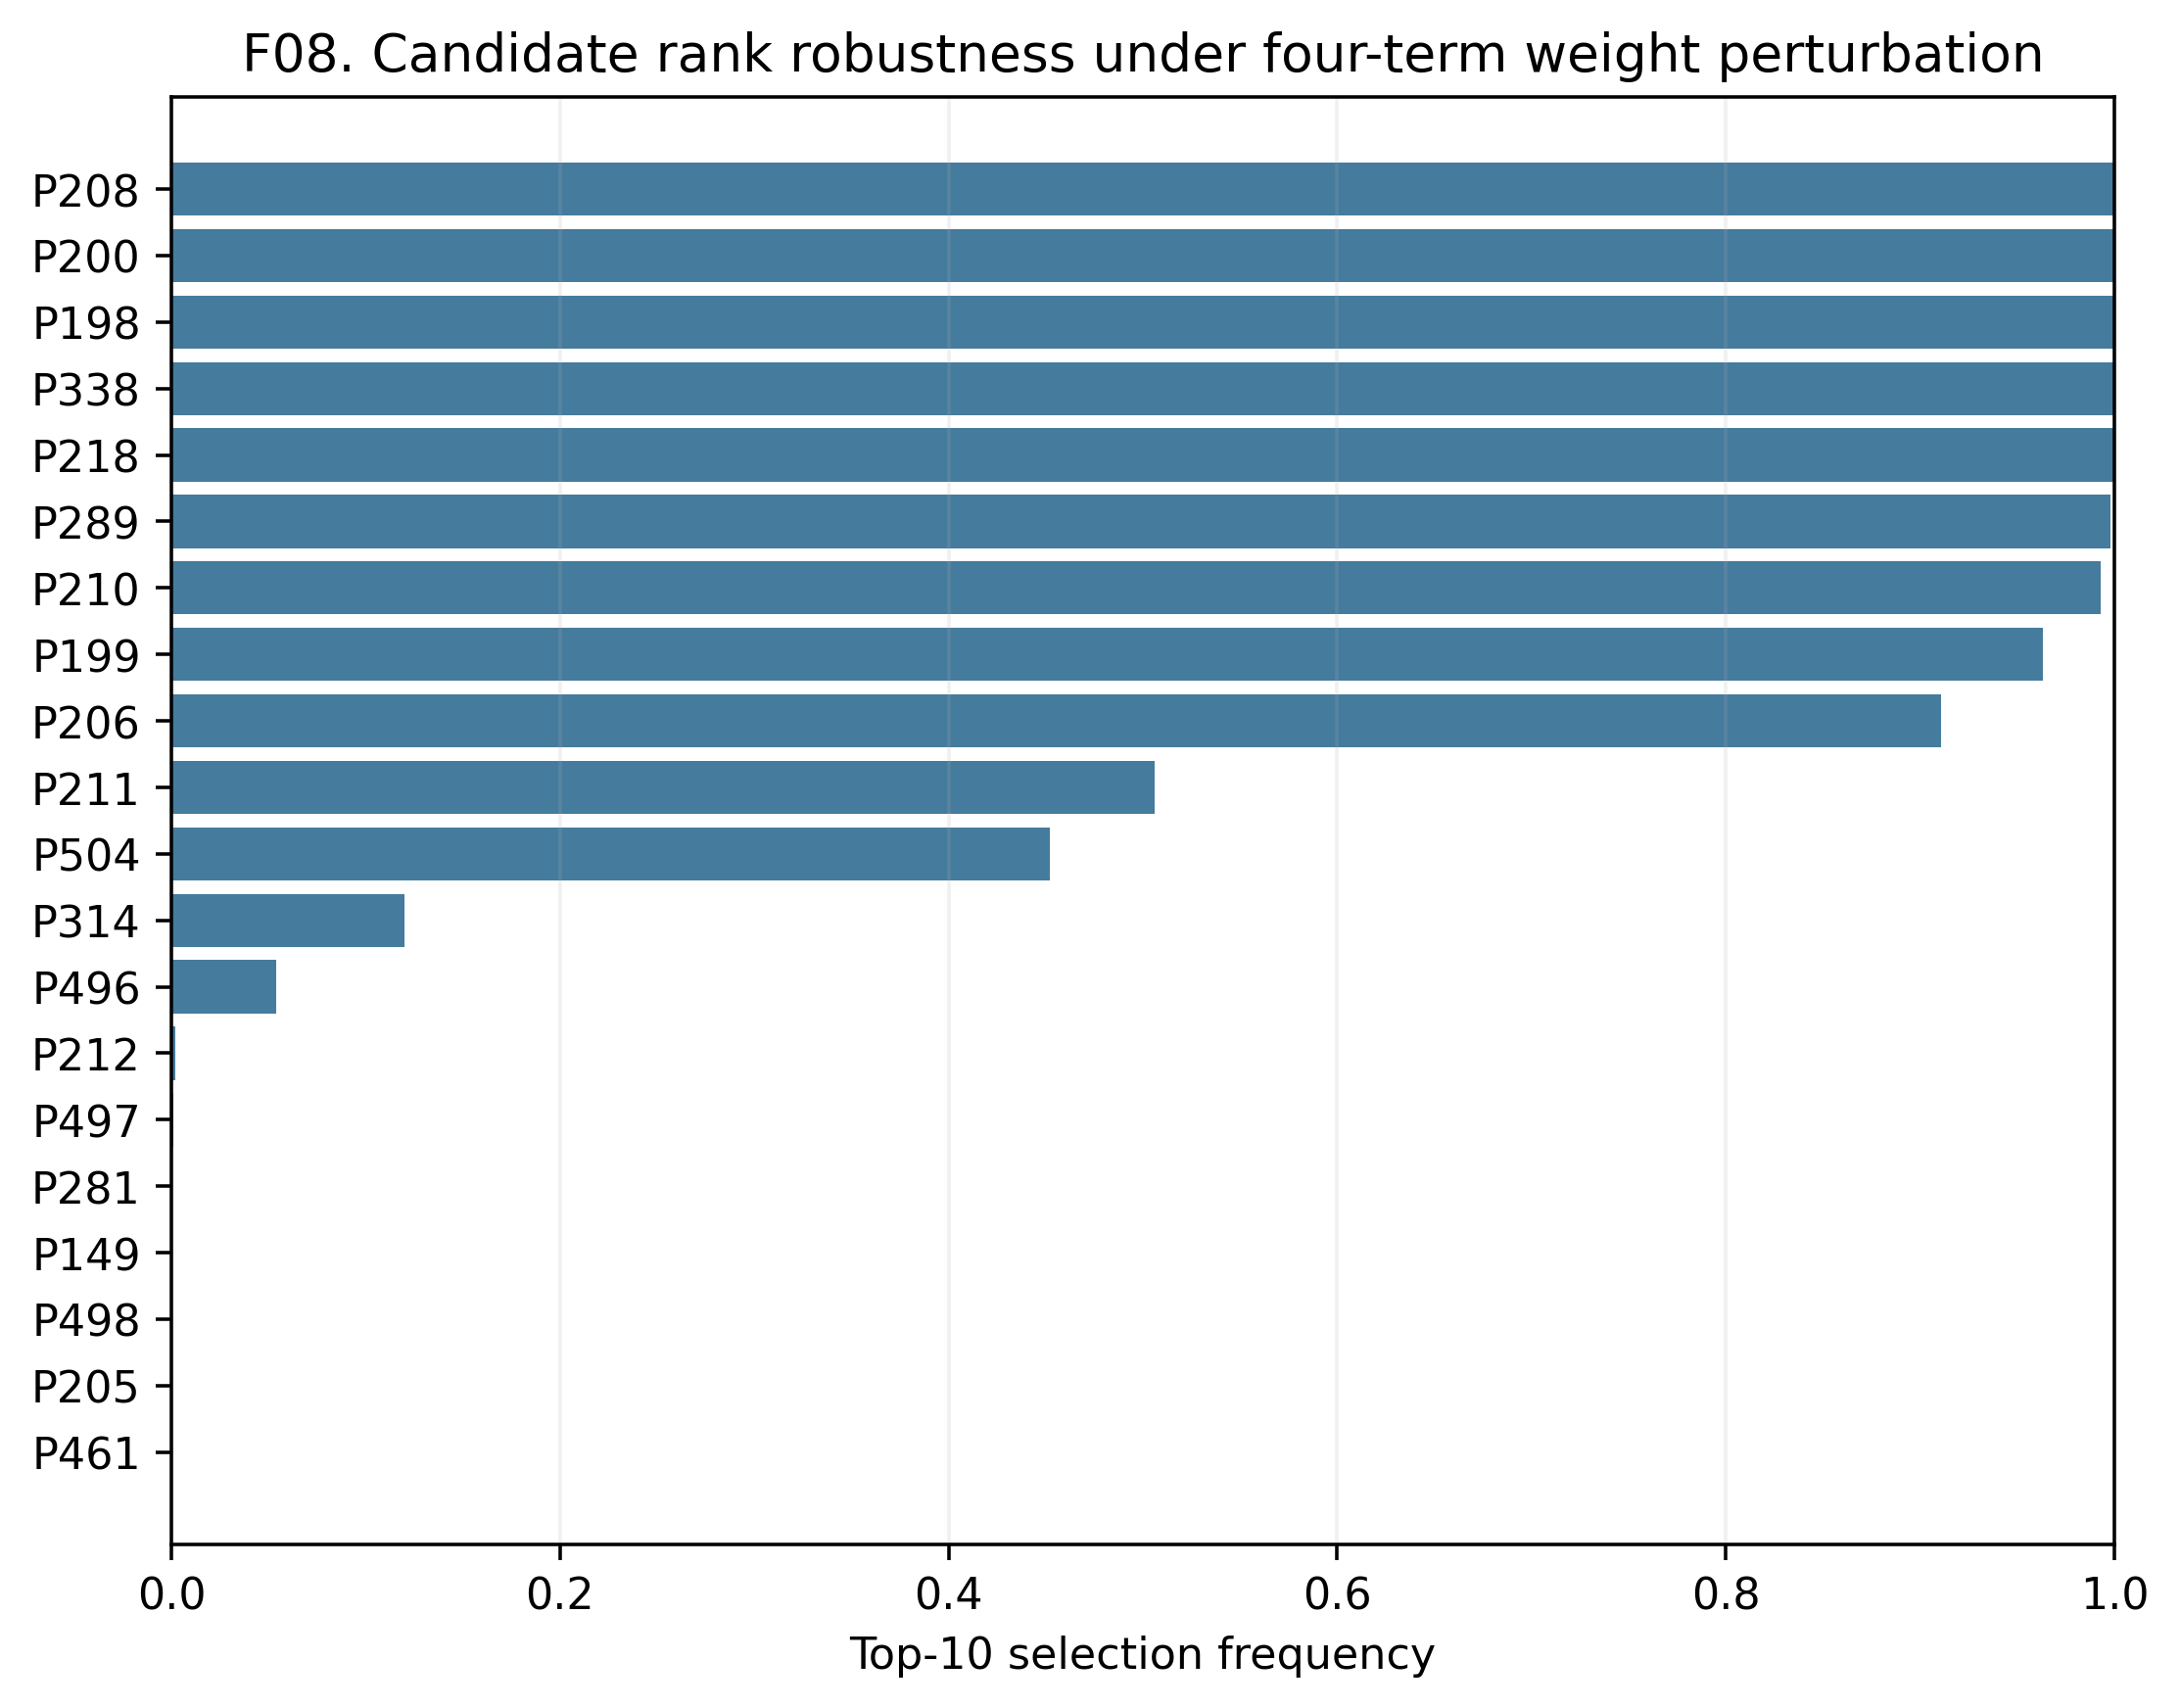 F08. Candidate rank robustness under four-term weight perturbation
P208
P200
P198
P338
P218
P289
P210
P199
P206
P211
P504
P314
P496
P212
P497
P281
P149
P498
P205
P461
0.0 0.2 0.4 0.6 0.8 1.0
Top-10 selection frequency